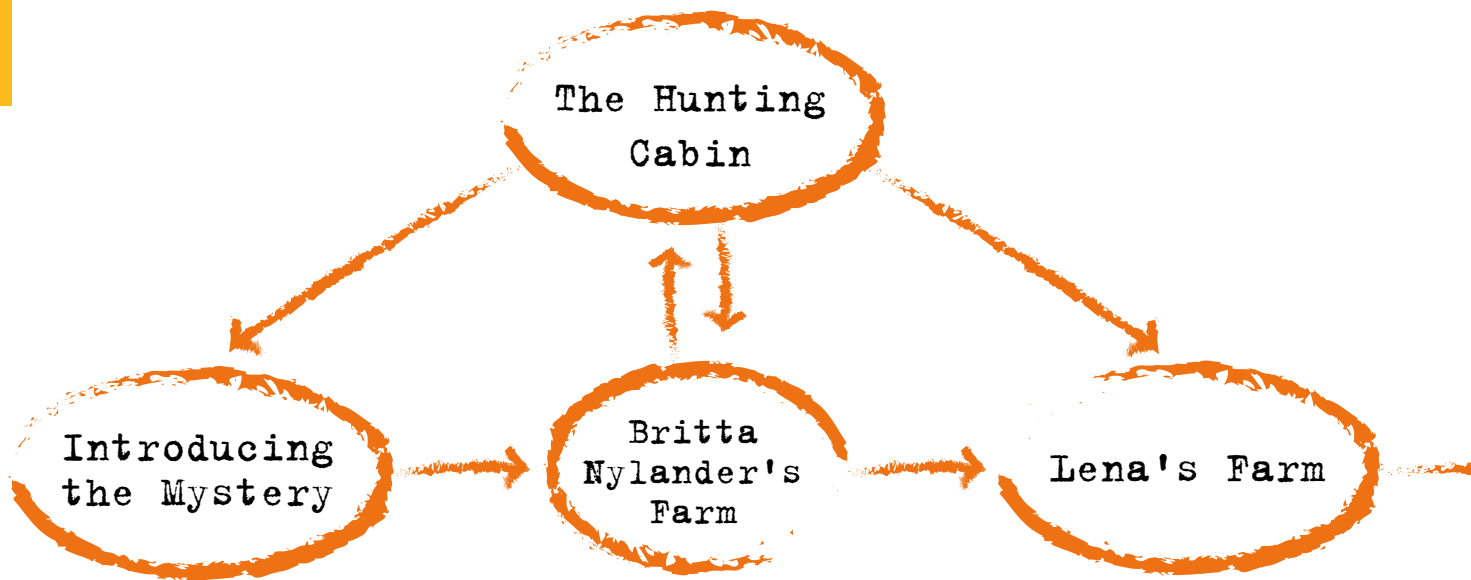 The Hunting
Cabin
Introducing
the Mystery
Britta
Nylander's
Farm
Lena's Farm